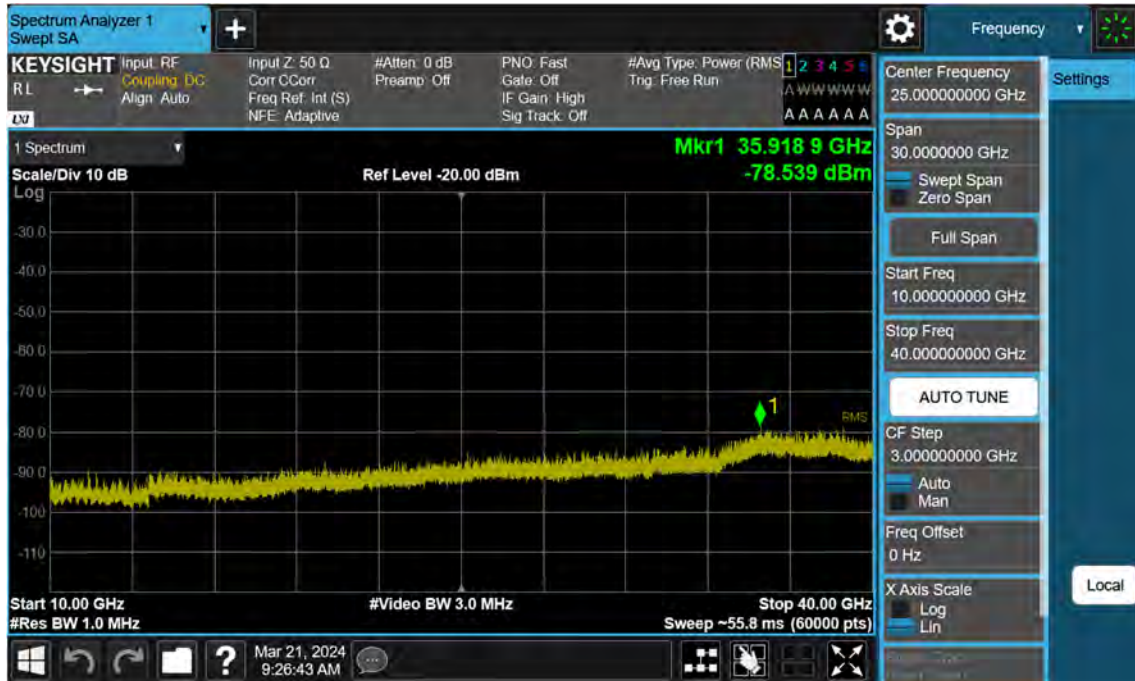 Spectrum Analyzer 1
Swept SA
+
Frequency
KEYSIGHT
R L
LXI
Input: RF
Coupling: DC
Align: Auto
Input Z: 50 Ω
Corr CCorr
Freq Ref: Int (S)
NFE: Adaptive
#Atten: 0 dB
Preamp: Off
PNO: Fast
Gate: Off
IF Gain: High
Sig Track: Off
#Avg Type: Power (RMS
Trig: Free Run
1 2 3 4 5 6
A W W W W W
A A A A A A
1 Spectrum
Scale/Div 10 dB
Ref Level -20.00 dBm
Mkr1 35.918 9 GHz
-78.539 dBm
Log
-30.0
-40.0
-50.0
-60.0
-70.0
-80.0
-90.0
-100
-110
1
RMS
Start 10.00 GHz
#Video BW 3.0 MHz
Stop 40.00 GHz
#Res BW 1.0 MHz
Sweep ~55.8 ms (60000 pts)
?
Mar 21, 2024
9:26:43 AM
Center Frequency
25.000000000 GHz
Span
30.0000000 GHz
Swept Span
Zero Span
Full Span
Start Freq
10.000000000 GHz
Stop Freq
40.000000000 GHz
AUTO TUNE
CF Step
3.000000000 GHz
Auto
Man
Freq Offset
0 Hz
X Axis Scale
Log
Lin
Settings
Local